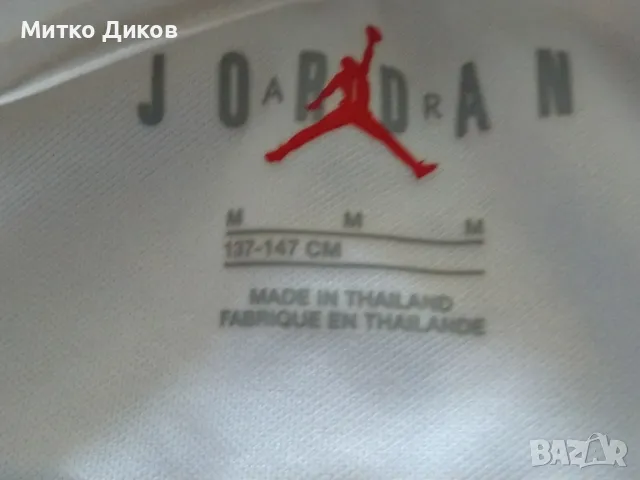 Митко Диков
JORDAN
AIR
M M M
137-147 CM
MADE IN THAILAND
FABRIQUE EN THAILANDE
BAZAR